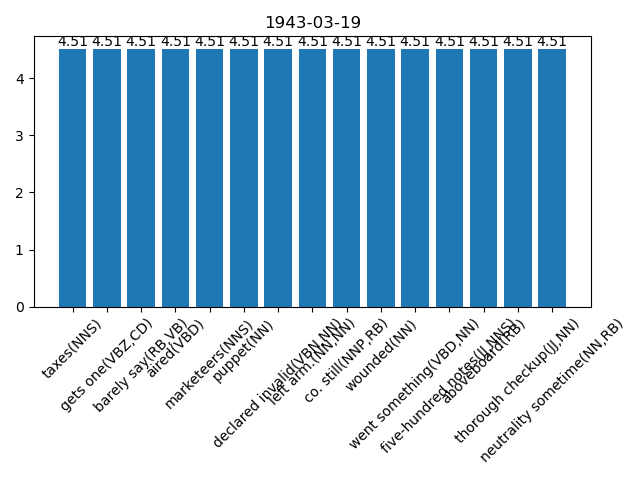 1943-03-19
4.51 4.51 4.51 4.51 4.51 4.51 4.51 4.51 4.51 4.51 4.51 4.51 4.51 4.51 4.51
4
3
2
1
0
taxes(NNS)
gets one(VBZ,CD)
barely say(RB,VB)
aired(VBD)
marketeers(NNS)
puppet(NN)
declared invalid(VBN,NN)
left arm.(NN,NN)
co. still(NNP,RB)
wounded(NN)
went something(VBD,NN)
five-hundred notes(JJ,NNS)
aboveboard(RB)
thorough checkup(JJ,NN)
neutrality sometime(NN,RB)